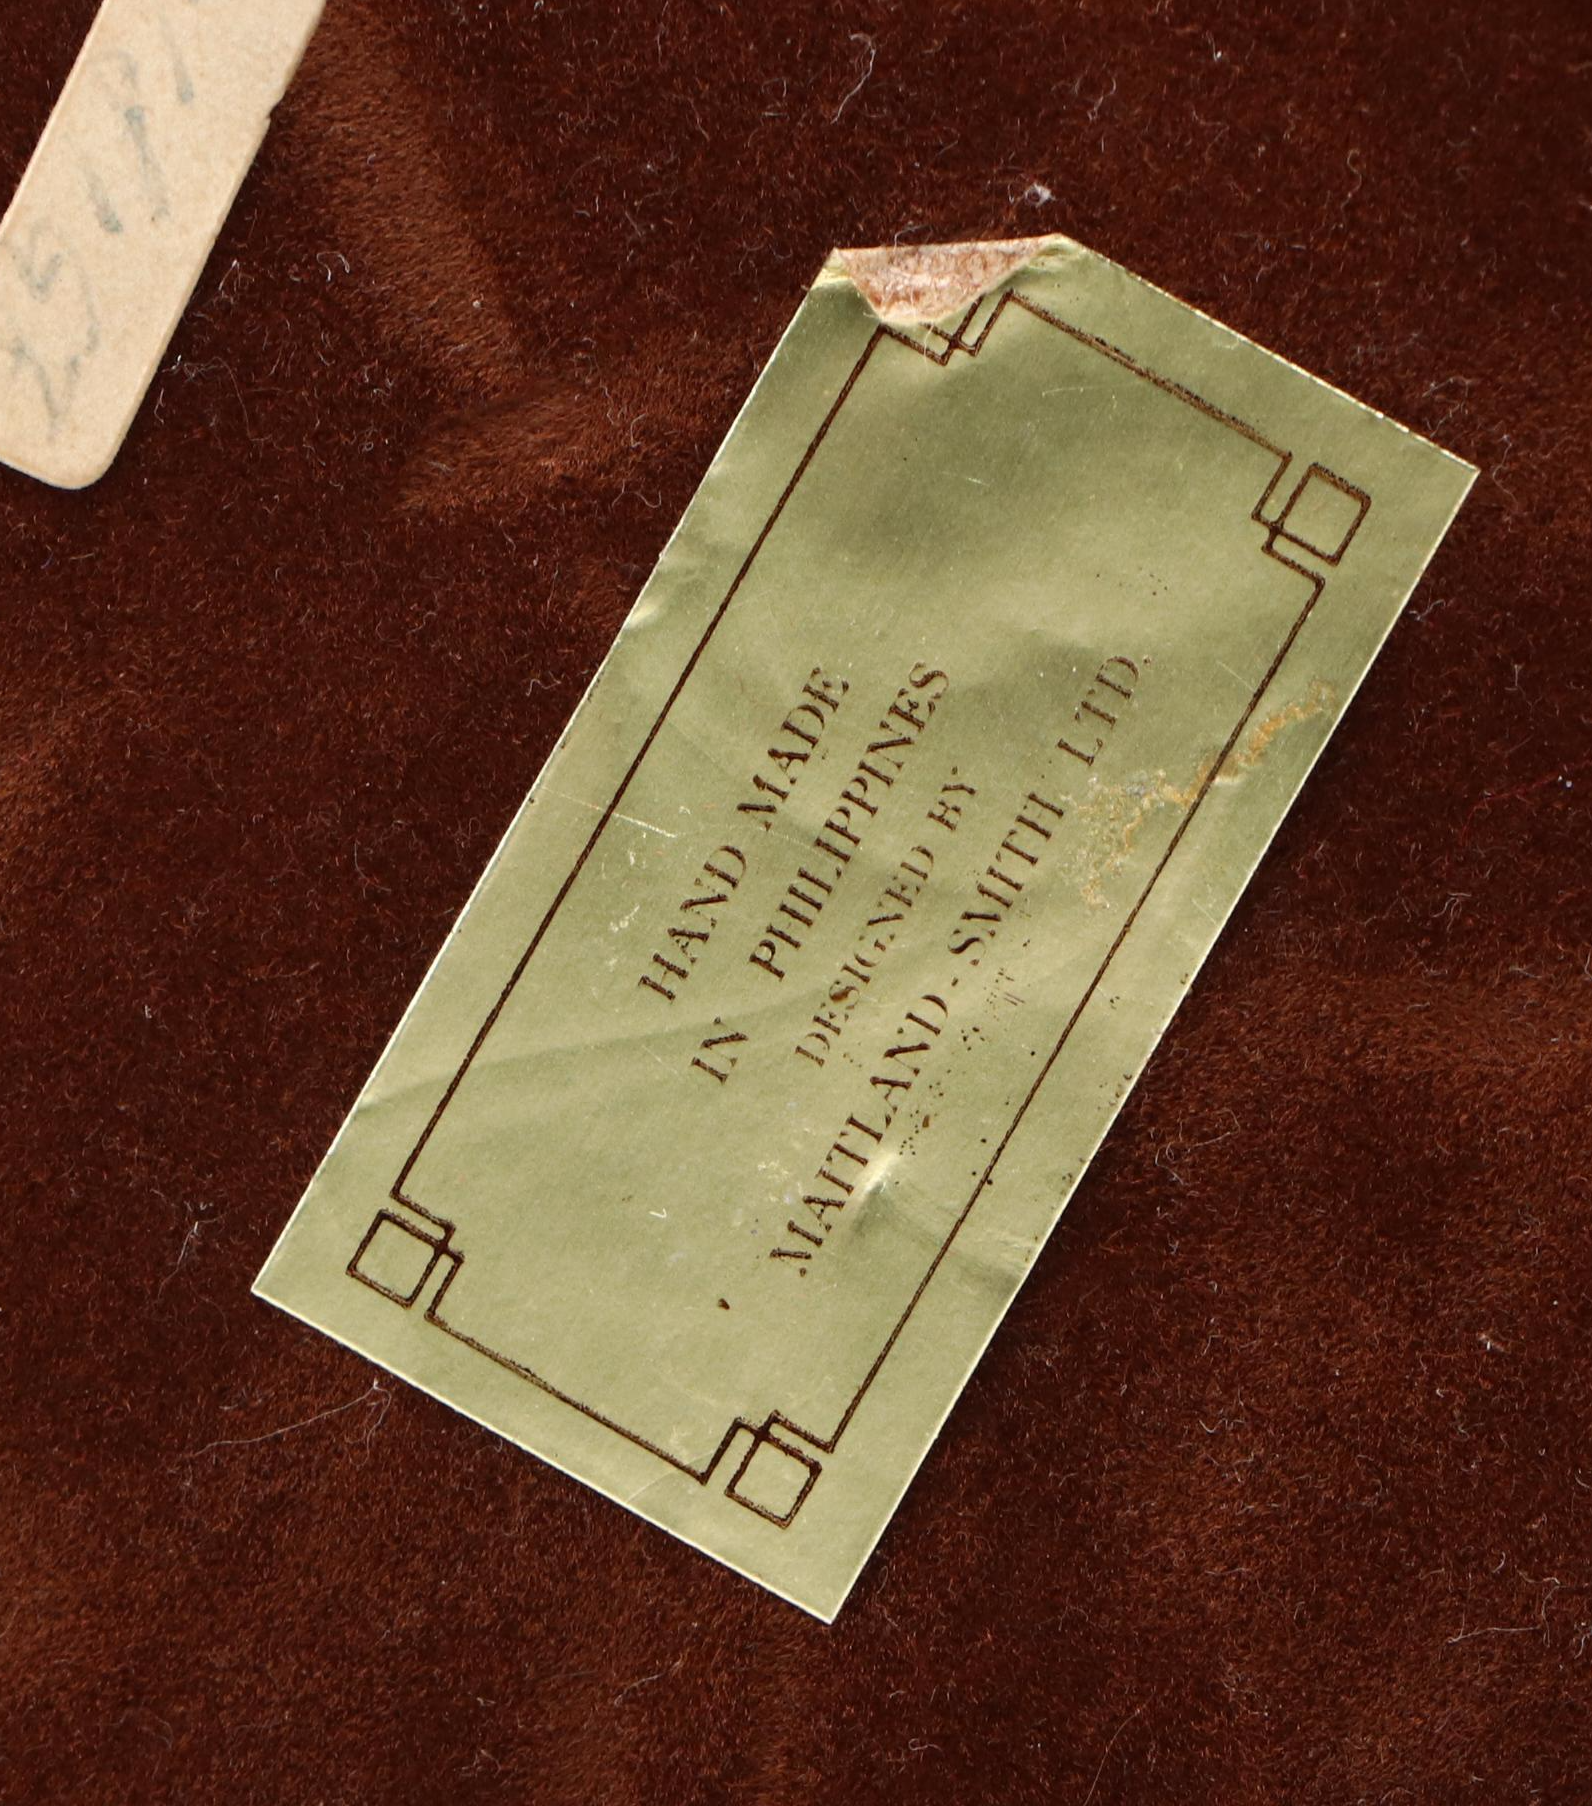 HAND MADE
IN PHILIPPINES
DESIGNED BY
MAITLAND-SMITH LTD.